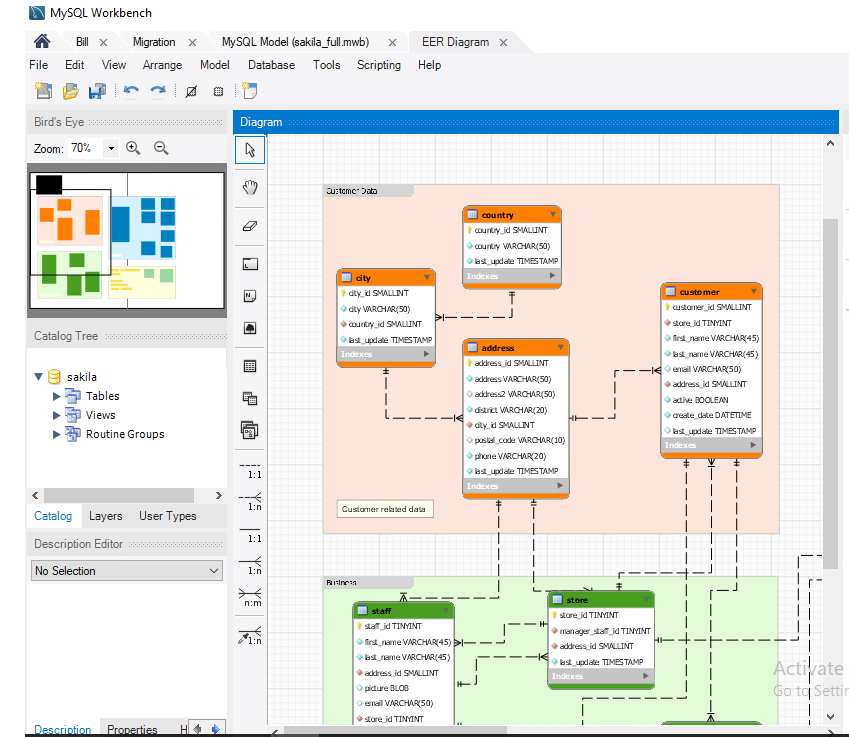 MySQL Workbench
Bill
Migration
MySQL Model (sakila_full.mwb)
EER Diagram
File Edit View Arrange Model Database Tools Scripting Help
Bird's Eye
Zoom: 70%
Catalog Tree
sakila
Tables
Views
Routine Groups
Catalog Layers User Types
Description Editor
No Selection
Description Properties H
Diagram
1:1
1:n
1:1
1:n
n:m
1:n
Customer Data
country
country_id SMALLINT
country VARCHAR(50)
last_update TIMESTAMP
Indexes
city
city_id SMALLINT
city VARCHAR(50)
country_id SMALLINT
last_update TIMESTAMP
Indexes
address
address_id SMALLINT
address VARCHAR(50)
address2 VARCHAR(50)
district VARCHAR(20)
city_id SMALLINT
postal_code VARCHAR(10)
phone VARCHAR(20)
last_update TIMESTAMP
Indexes
customer
customer_id SMALLINT
store_id TINYINT
first_name VARCHAR(45)
last_name VARCHAR(45)
email VARCHAR(50)
address_id SMALLINT
active BOOLEAN
create_date DATETIME
last_update TIMESTAMP
Indexes
Customer related data
Business
staff
staff_id TINYINT
first_name VARCHAR(45)
last_name VARCHAR(45)
address_id SMALLINT
picture BLOB
email VARCHAR(50)
store_id TINYINT
store
store_id TINYINT
manager_staff_id TINYINT
address_id SMALLINT
last_update TIMESTAMP
Indexes
Activate
Go to Settin